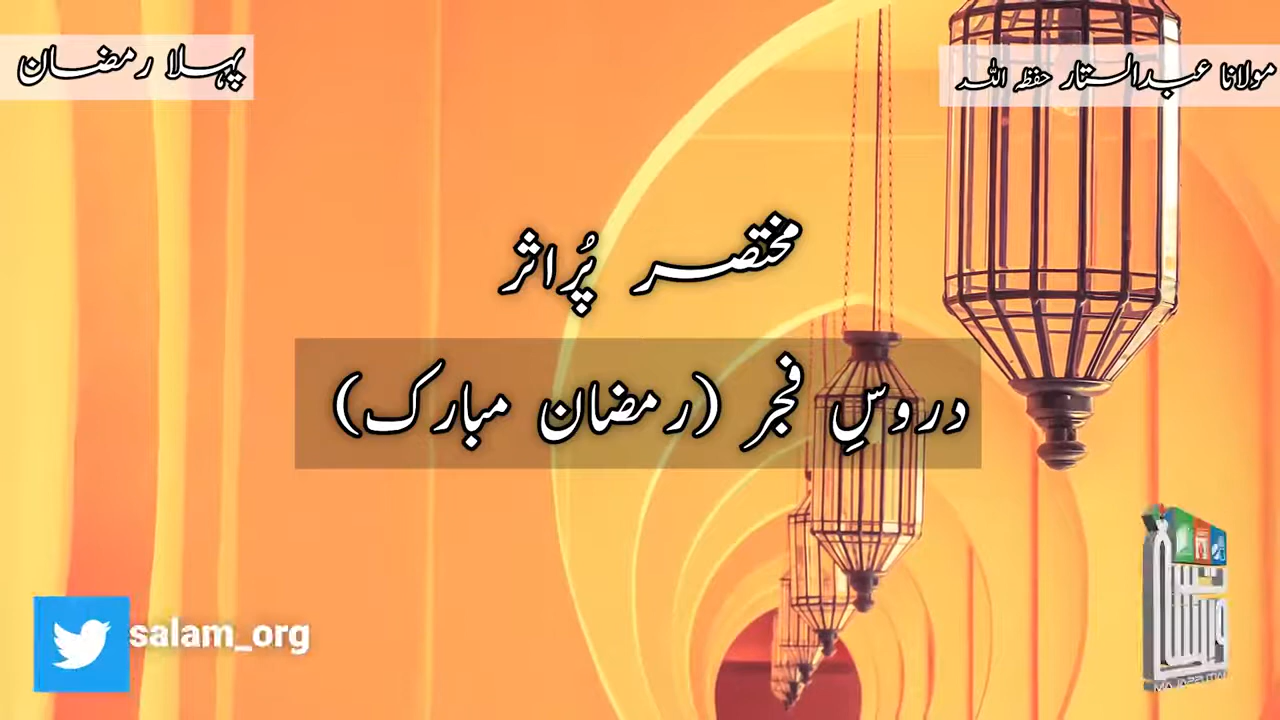 مولانا عبدالستار حفظہ اللہ
پہلا رمضان
مختصر پُراثر
دروسِ فجر (رمضان مبارک)
salam_org